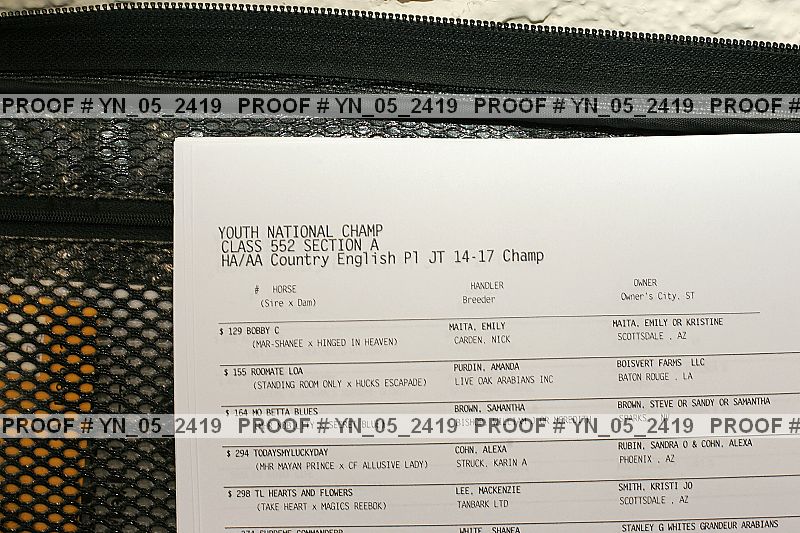 PROOF # YN_05_2419 PROOF # YN_05_2419 PROOF # YN_05_2419 PROOF #
YOUTH NATIONAL CHAMP
CLASS 552 SECTION A
HA/AA Country English Pl JT 14-17 Champ
# HORSE HANDLER OWNER
(Sire x Dam) Breeder Owner's City, ST
$ 129 BOBBY C MAITA, EMILY MAITA, EMILY OR KRISTINE
(MAR-SHANEE x HINGED IN HEAVEN) CARDEN, NICK SCOTTSDALE , AZ
$ 155 ROOMATE LOA PURDIN, AMANDA BOISVERT FARMS LLC
(STANDING ROOM ONLY x HUCKS ESCAPADE) LIVE OAK ARABIANS INC BATON ROUGE , LA
$ 164 MO BETTA BLUES BROWN, SAMANTHA BROWN, STEVE OR SANDY OR SAMANTHA
PROOF # YN_05_2419 PROOF # YN_05_2419 PROOF # YN_05_2419 PROOF #
$ 294 TODAYSMYLUCKYDAY COHN, ALEXA RUBIN, SANDRA O & COHN, ALEXA
(MHR MAYAN PRINCE x CF ALLUSIVE LADY) STRUCK, KARIN A PHOENIX , AZ
$ 298 TL HEARTS AND FLOWERS LEE, MACKENZIE SMITH, KRISTI JO
(TAKE HEART x MAGICS REEBOK) TANBARK LTD SCOTTSDALE , AZ
SUPREME COMMANDERR WHITE, SHANEA STANLEY G WHITES GRANDEUR ARABIANS